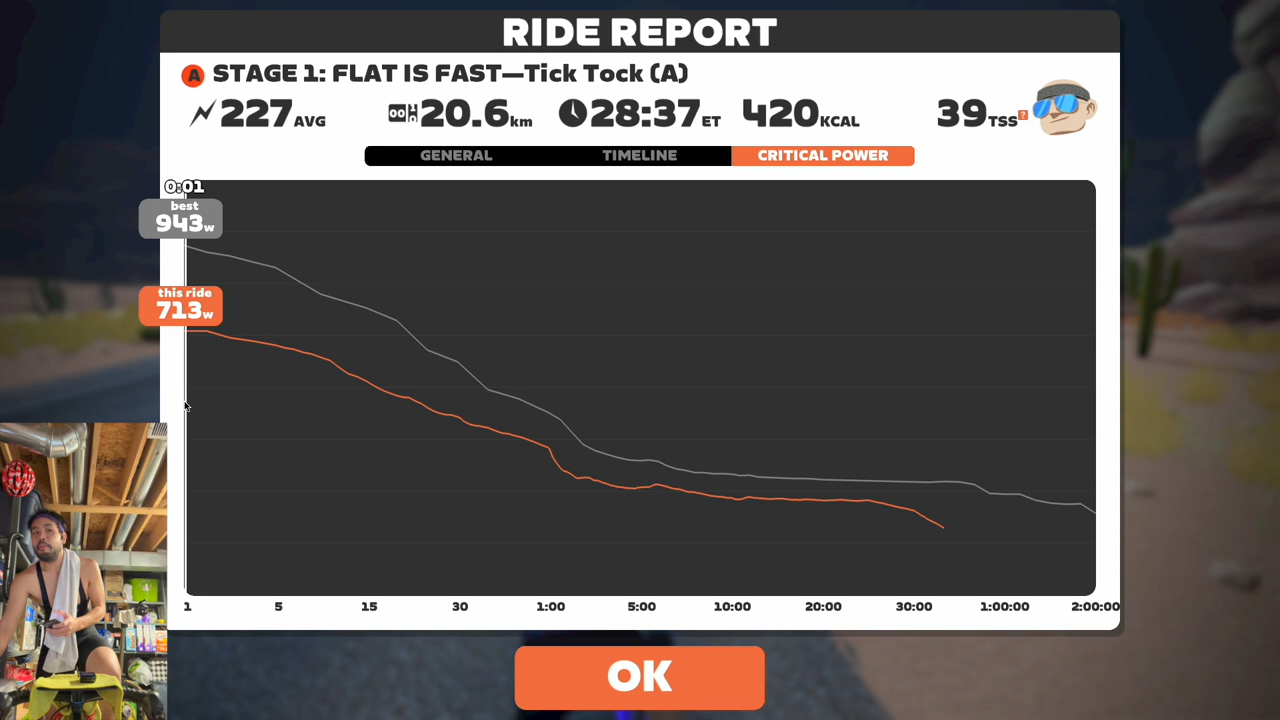 RIDE REPORT
A STAGE 1: FLAT IS FAST—Tick Tock (A)
227 AVG 20.6 km 28:37 ET 420 KCAL 39 TSS ?
GENERAL TIMELINE CRITICAL POWER
0:01
best
943w
this ride
713w
1 5 15 30 1:00 5:00 10:00 20:00 30:00 1:00:00 2:00:00
OK